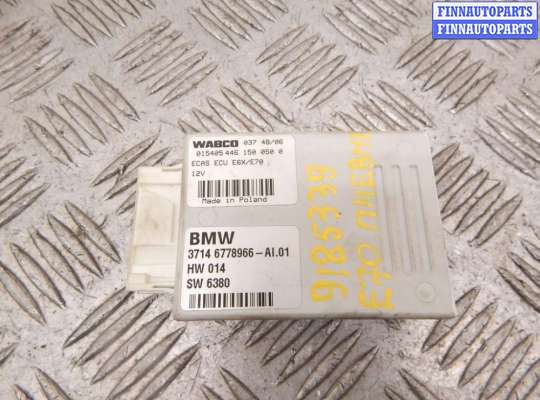 FINNAUTOPARTS
FINNAUTOPARTS
WABCO 037 48/06
015405 446 150 050 0
ECAS ECU E6X/E70
12V
Made in Poland
BMW
3714 6778966-AI.01
HW 014
SW 6380
9185339
E70 ПНЕВМА